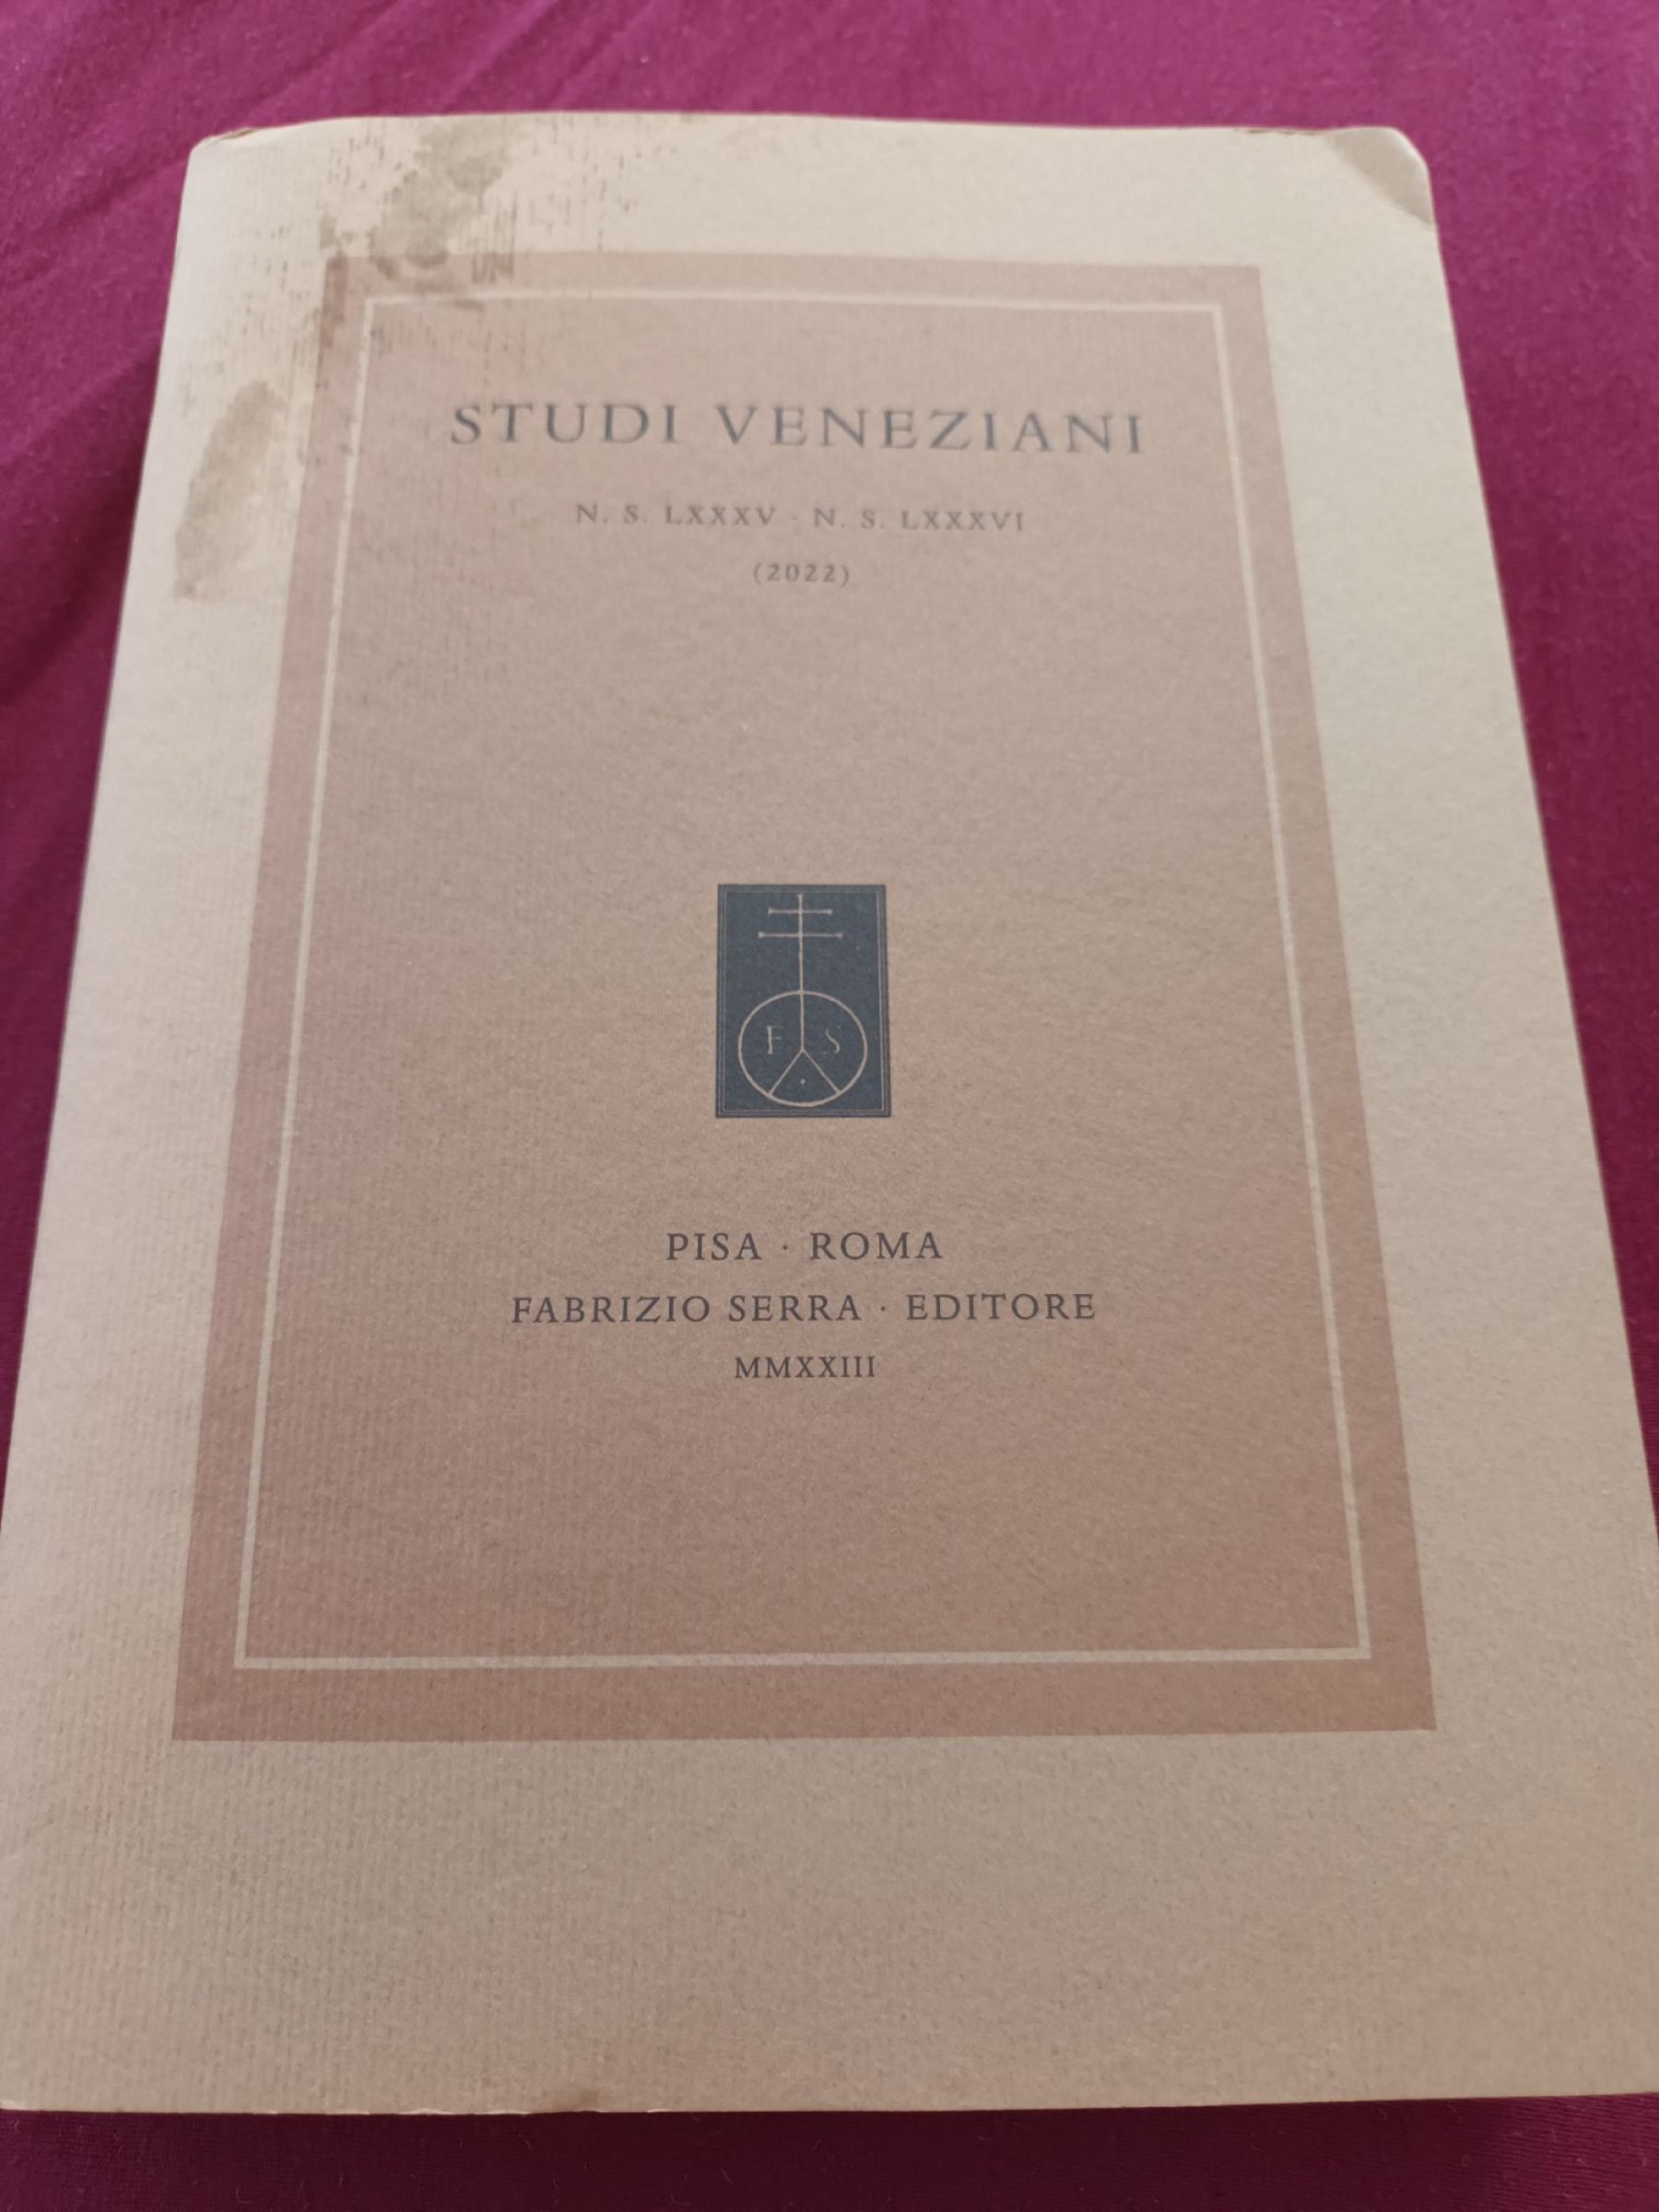 STUDI VENEZIANI
N. S. LXXXV · N. S. LXXXVI
(2022)
F S
PISA · ROMA
FABRIZIO SERRA · EDITORE
MMXXIII